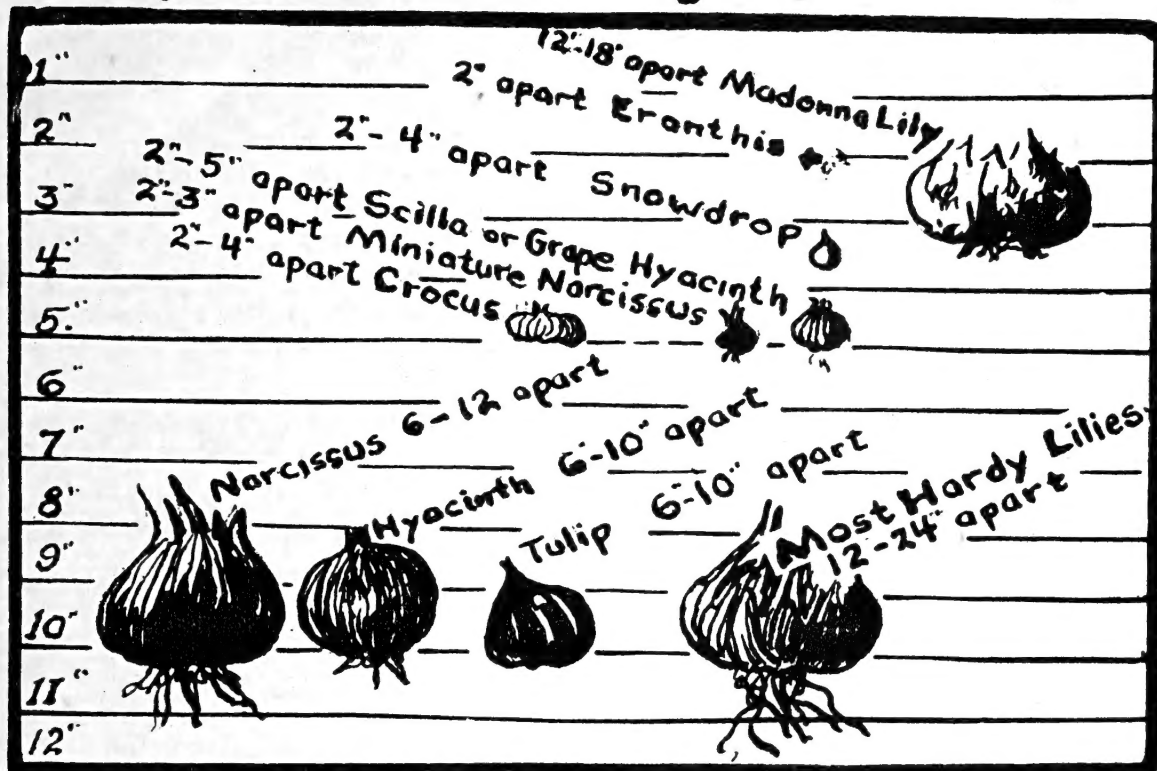 1"
2"
3"
4"
5"
6"
7"
8"
9"
10"
11"
12"
12"-18" apart Madonna Lily
2" apart Eranthis
2"-4" apart Snowdrop
2"-5" apart Scilla or Grape Hyacinth
2"-3" apart Miniature Narcissus
2"-4" apart Crocus
Narcissus 6-12 apart
Hyacinth 6-10" apart
Tulip 6-10" apart
Most Hardy Lilies
12-24" apart